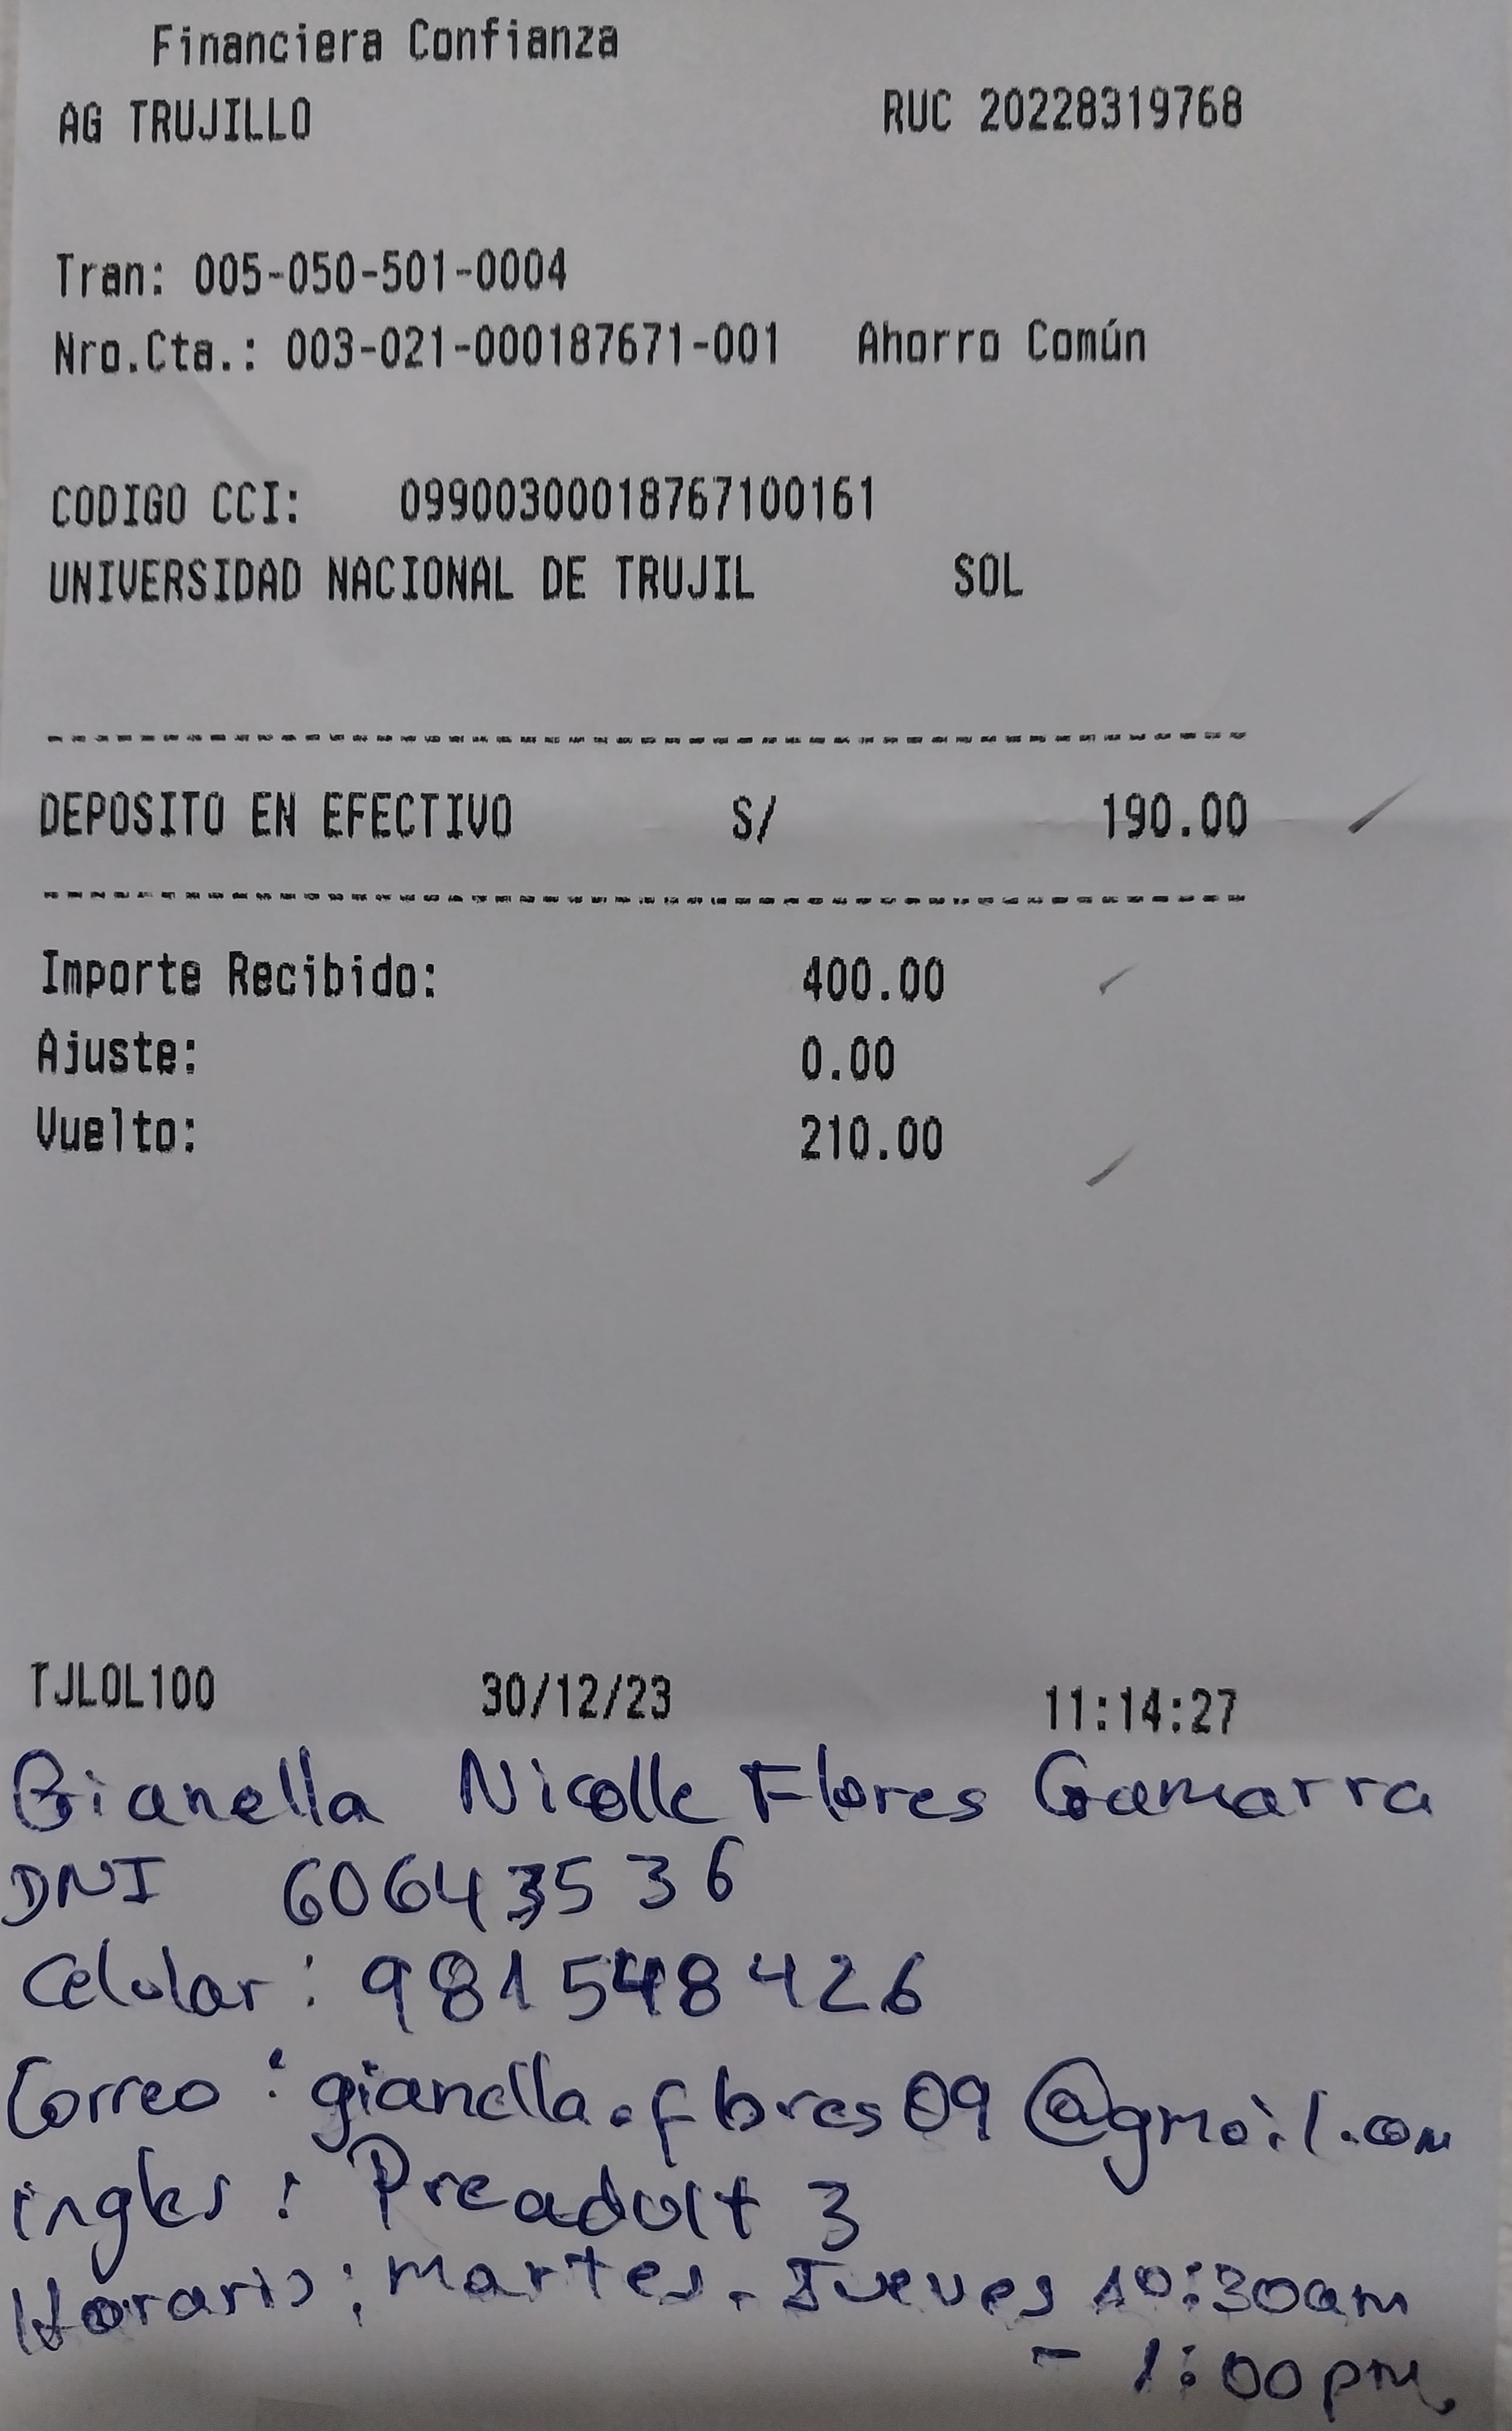 Financiera Confianza
AG TRUJILLO RUC 20228319768
Tran: 005-050-501-0004
Nro.Cta.: 003-021-000187671-001 Ahorro Común
CODIGO CCI: 09900300018767100161
UNIVERSIDAD NACIONAL DE TRUJIL SOL
DEPOSITO EN EFECTIVO S/ 190.00
Importe Recibido: 400.00
Ajuste: 0.00
Vuelto: 210.00
TJLOL100 30/12/23 11:14:27
Gianella Nicolle Flores Gamarra
DNI 60643536
Celular: 981548426
Correo: gianella.flores09@gmail.com
ingles: Preadult 3
Horario: martes - Jueves 10:30am
- 1:00pm